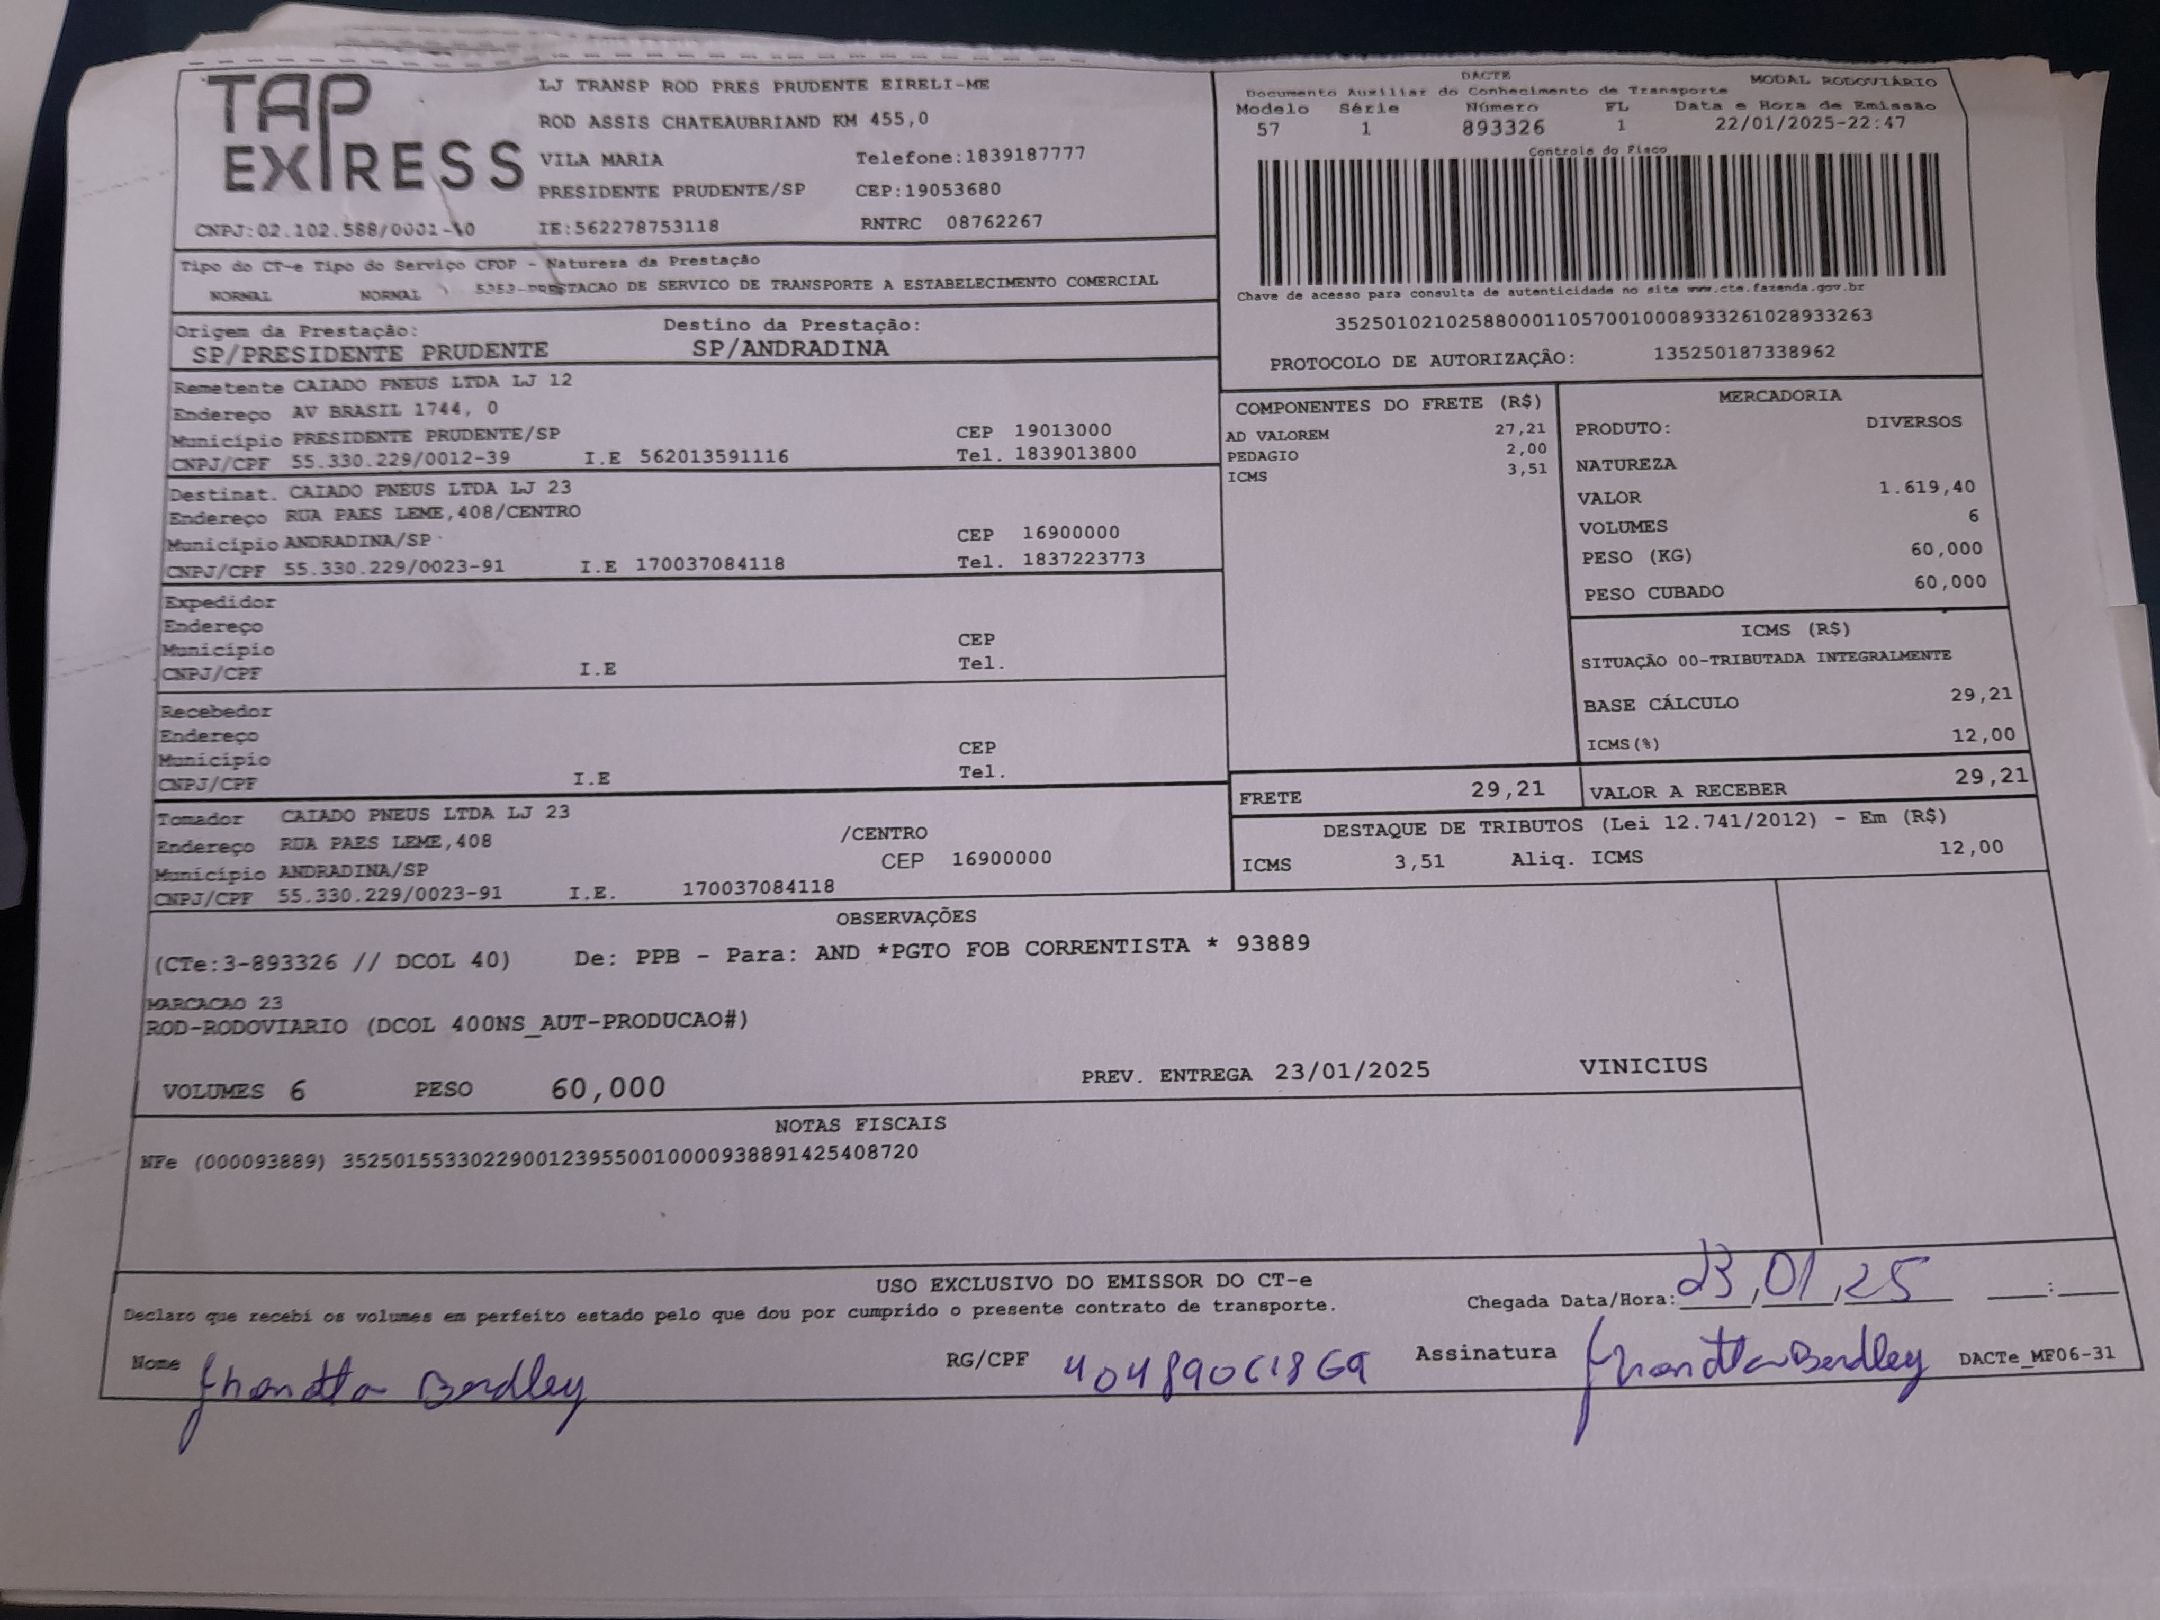 TAP EXPRESS
LJ TRANSP ROD PRES PRUDENTE EIRELI-ME
ROD ASSIS CHATEAUBRIAND KM 455,0
VILA MARIA Telefone:1839187777
PRESIDENTE PRUDENTE/SP CEP:19053680
CNPJ:02.102.588/0001-10 IE:562278753118 RNTRC 08762267
DACTE MODAL RODOVIÁRIO
Documento Auxiliar do Conhecimento de Transporte
Modelo Série Número FL Data e Hora de Emissão
57 1 893326 1 22/01/2025-22:47
Controle do Fisco
Chave de acesso para consulta de autenticidade no site www.cte.fazenda.gov.br
35250102102588000110570010008933261028933263
PROTOCOLO DE AUTORIZAÇÃO: 135250187338962
Tipo do CT-e Tipo do Serviço CFOP - Natureza da Prestação
NORMAL NORMAL 5353-PRESTACAO DE SERVICO DE TRANSPORTE A ESTABELECIMENTO COMERCIAL
Origem da Prestação: Destino da Prestação:
SP/PRESIDENTE PRUDENTE SP/ANDRADINA
Remetente CAIADO PNEUS LTDA LJ 12
Endereço AV BRASIL 1744, 0
Município PRESIDENTE PRUDENTE/SP CEP 19013000
CNPJ/CPF 55.330.229/0012-39 I.E 562013591116 Tel. 1839013800
Destinat. CAIADO PNEUS LTDA LJ 23
Endereço RUA PAES LEME,408/CENTRO
Município ANDRADINA/SP CEP 16900000
CNPJ/CPF 55.330.229/0023-91 I.E 170037084118 Tel. 1837223773
Expedidor
Endereço
Município CEP
CNPJ/CPF I.E Tel.
Recebedor
Endereço
Município CEP
CNPJ/CPF I.E Tel.
Tomador CAIADO PNEUS LTDA LJ 23
Endereço RUA PAES LEME,408 /CENTRO
Município ANDRADINA/SP CEP 16900000
CNPJ/CPF 55.330.229/0023-91 I.E. 170037084118
COMPONENTES DO FRETE (R$)
AD VALOREM 27,21
PEDAGIO 2,00
ICMS 3,51
MERCADORIA
PRODUTO: DIVERSOS
NATUREZA
VALOR 1.619,40
VOLUMES 6
PESO (KG) 60,000
PESO CUBADO 60,000
ICMS (R$)
SITUAÇÃO 00-TRIBUTADA INTEGRALMENTE
BASE CÁLCULO 29,21
ICMS(%) 12,00
FRETE 29,21 VALOR A RECEBER 29,21
DESTAQUE DE TRIBUTOS (Lei 12.741/2012) - Em (R$)
ICMS 3,51 Aliq. ICMS 12,00
OBSERVAÇÕES
(CTe:3-893326 // DCOL 40) De: PPB - Para: AND *PGTO FOB CORRENTISTA * 93889
MARCACAO 23
ROD-RODOVIARIO (DCOL 400NS_AUT-PRODUCAO#)
VOLUMES 6 PESO 60,000 PREV. ENTREGA 23/01/2025 VINICIUS
NOTAS FISCAIS
NFe (000093889) 35250155330229001239550010000938891425408720
USO EXCLUSIVO DO EMISSOR DO CT-e
Declaro que recebi os volumes em perfeito estado pelo que dou por cumprido o presente contrato de transporte.
Chegada Data/Hora: 23,01,25 :
Nome RG/CPF Assinatura DACTe_MF06-31